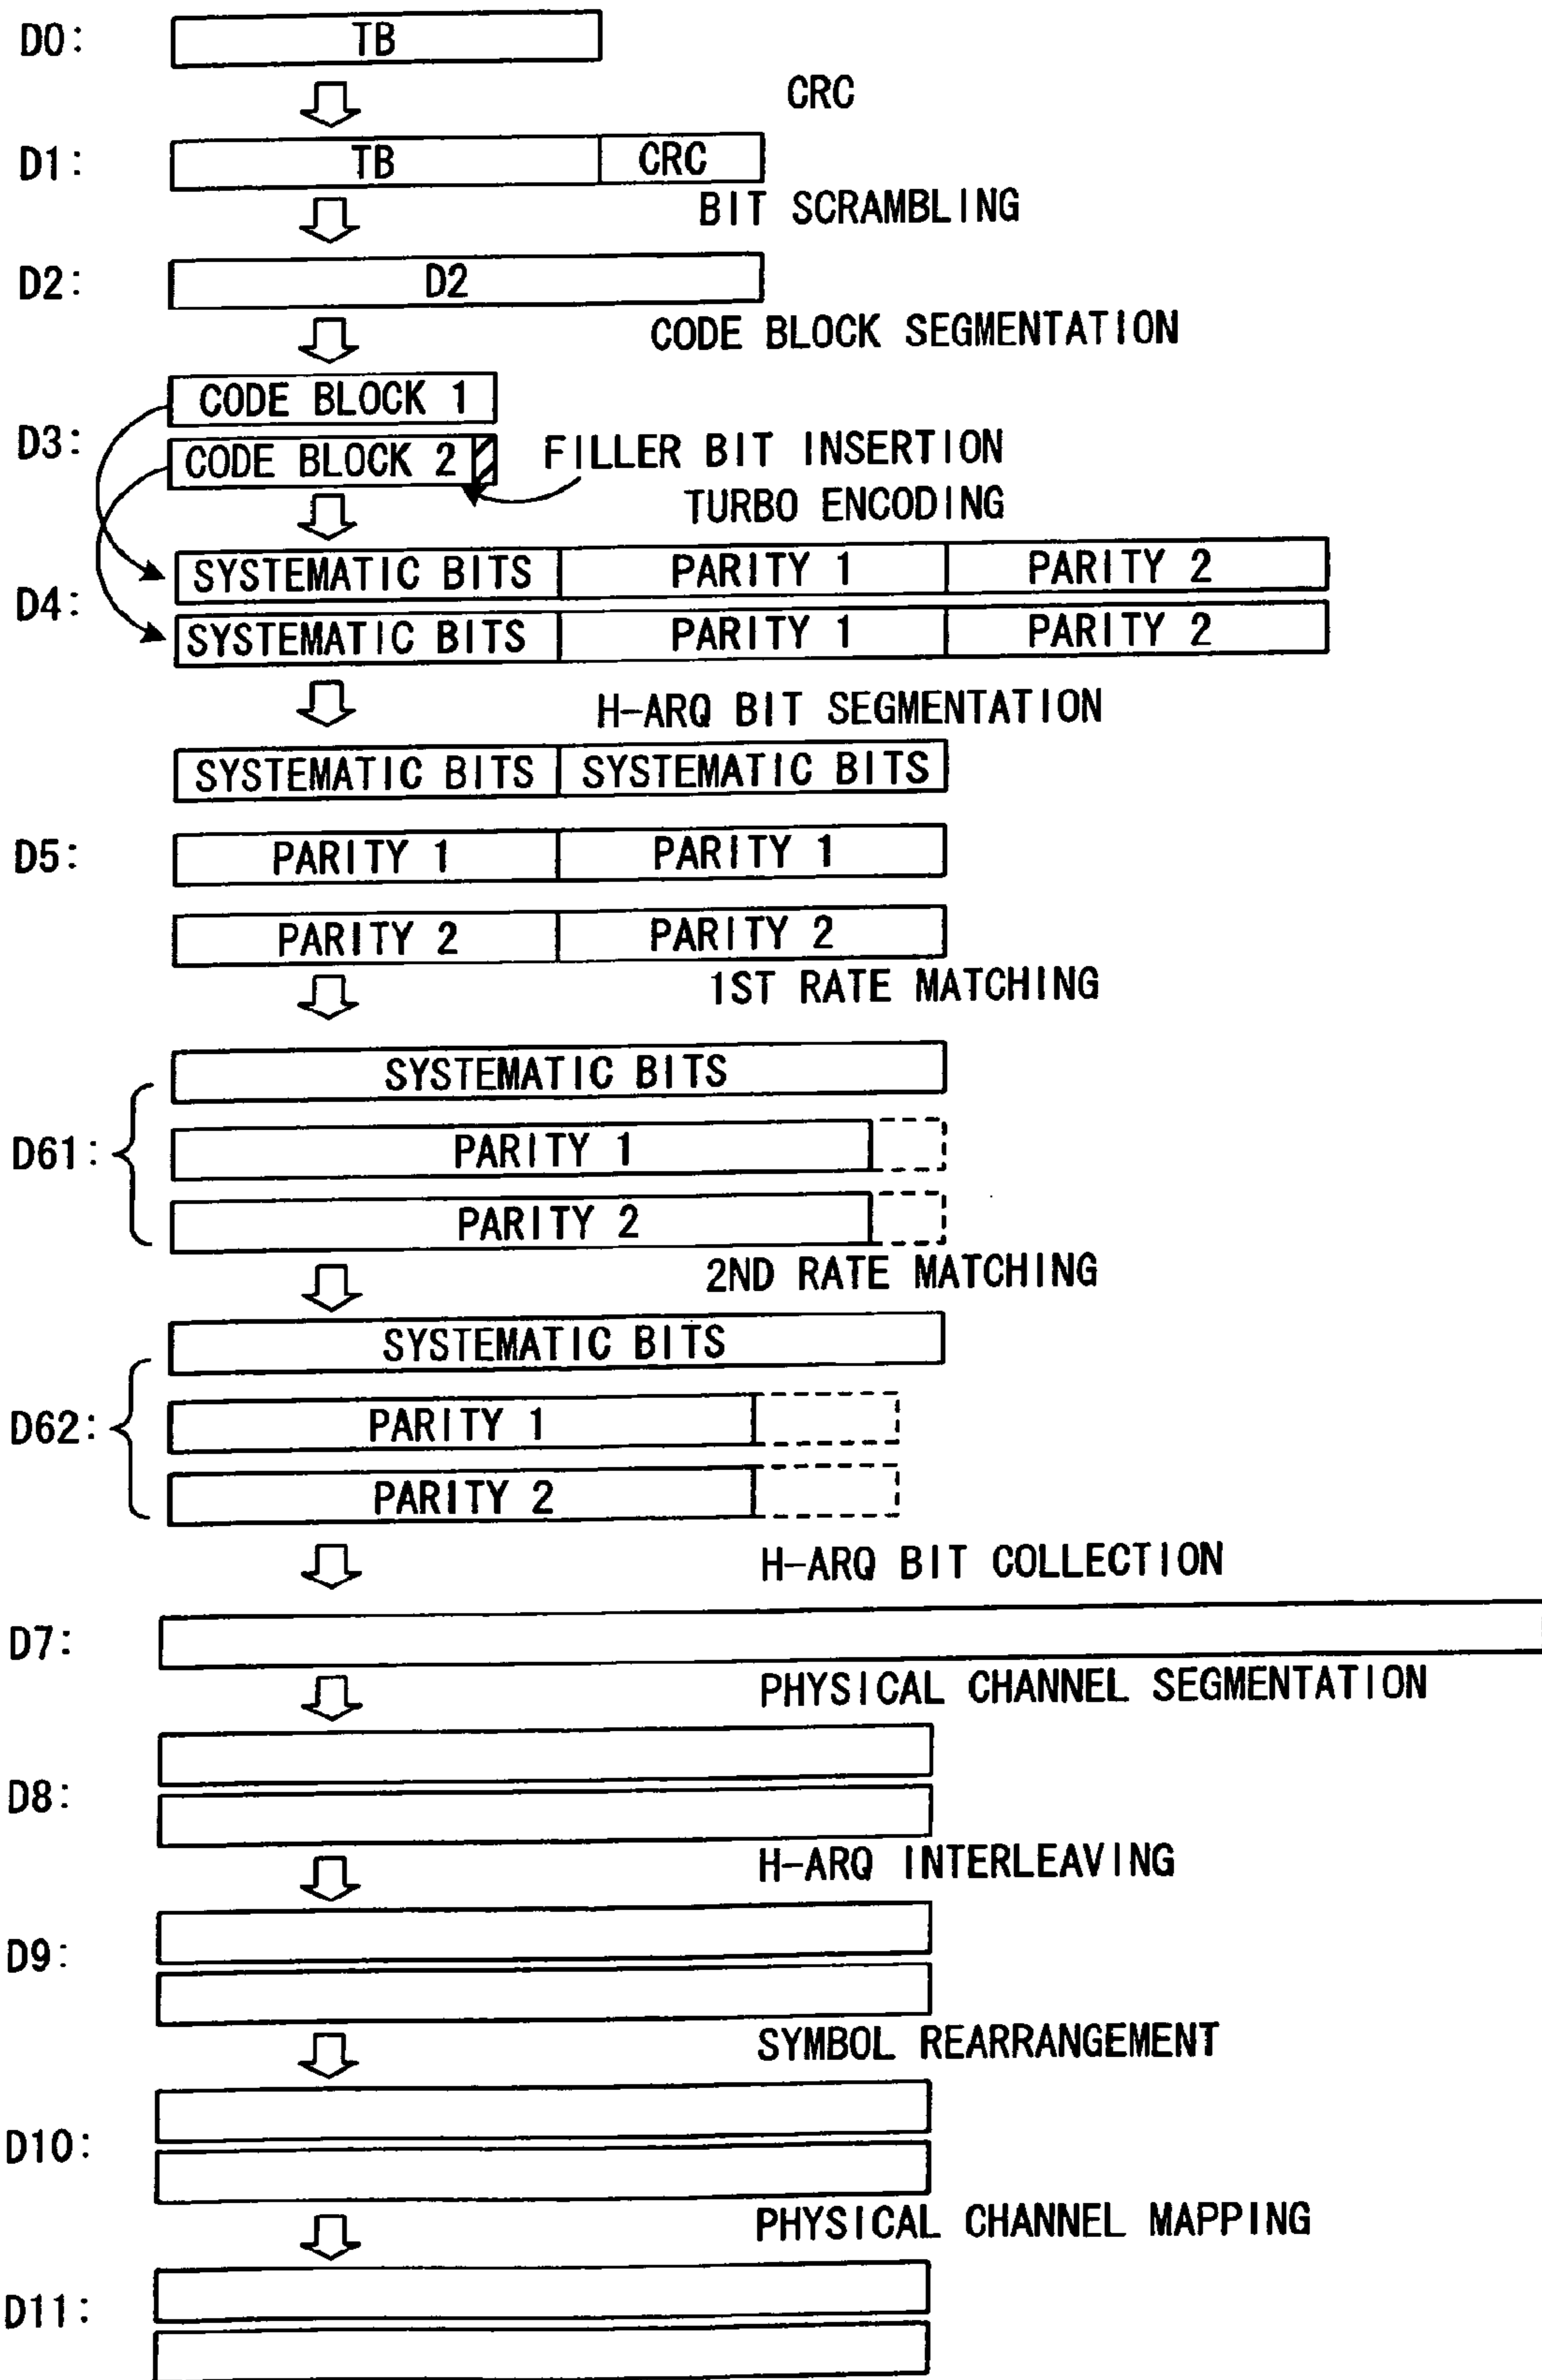 D0: TB
CRC
D1: TB CRC
BIT SCRAMBLING
D2: D2
CODE BLOCK SEGMENTATION
CODE BLOCK 1
D3:
CODE BLOCK 2 FILLER BIT INSERTION
TURBO ENCODING
SYSTEMATIC BITS PARITY 1 PARITY 2
D4:
SYSTEMATIC BITS PARITY 1 PARITY 2
H-ARQ BIT SEGMENTATION
SYSTEMATIC BITS SYSTEMATIC BITS
D5: PARITY 1 PARITY 1
PARITY 2 PARITY 2
1ST RATE MATCHING
SYSTEMATIC BITS
D61: PARITY 1
PARITY 2
2ND RATE MATCHING
SYSTEMATIC BITS
D62: PARITY 1
PARITY 2
H-ARQ BIT COLLECTION
D7:
PHYSICAL CHANNEL SEGMENTATION
D8:
H-ARQ INTERLEAVING
D9:
SYMBOL REARRANGEMENT
D10:
PHYSICAL CHANNEL MAPPING
D11: